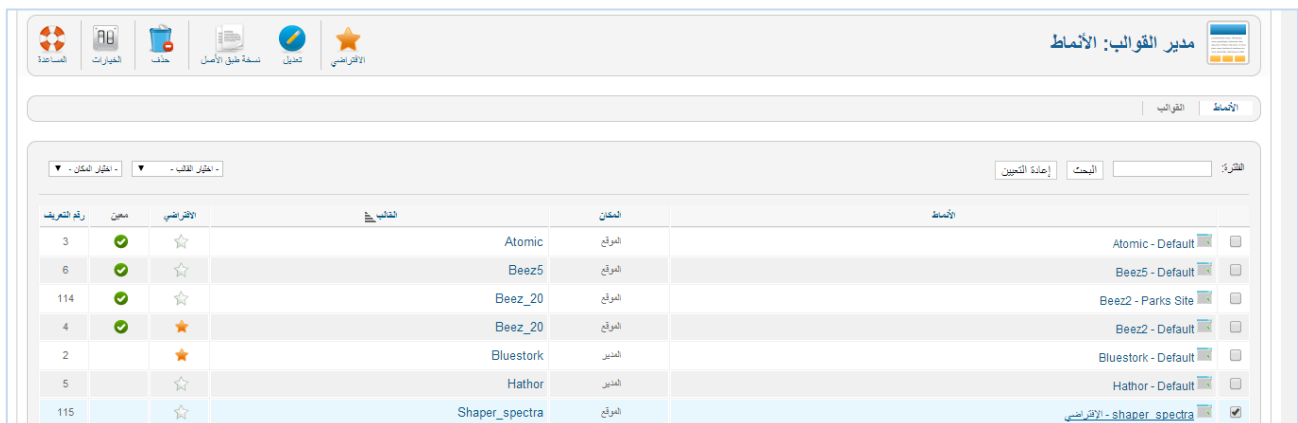 مدير القوالب: الأنماط
الافتراضي تعديل نسخة طبق الأصل حذف الخيارات المساعدة
الأنماط القوالب
الفلترة: البحث إعادة التعيين - اختيار القالب - - اختيار المكان -
الأنماط المكان القالب الافتراضي معين رقم التعريف
Atomic - Default الموقع Atomic 3
Beez5 - Default الموقع Beez5 6
Beez2 - Parks Site الموقع Beez_20 114
Beez2 - Default الموقع Beez_20 4
Bluestork - Default المدير Bluestork 2
Hathor - Default المدير Hathor 5
shaper_spectra - الافتراضي الموقع Shaper_spectra 115